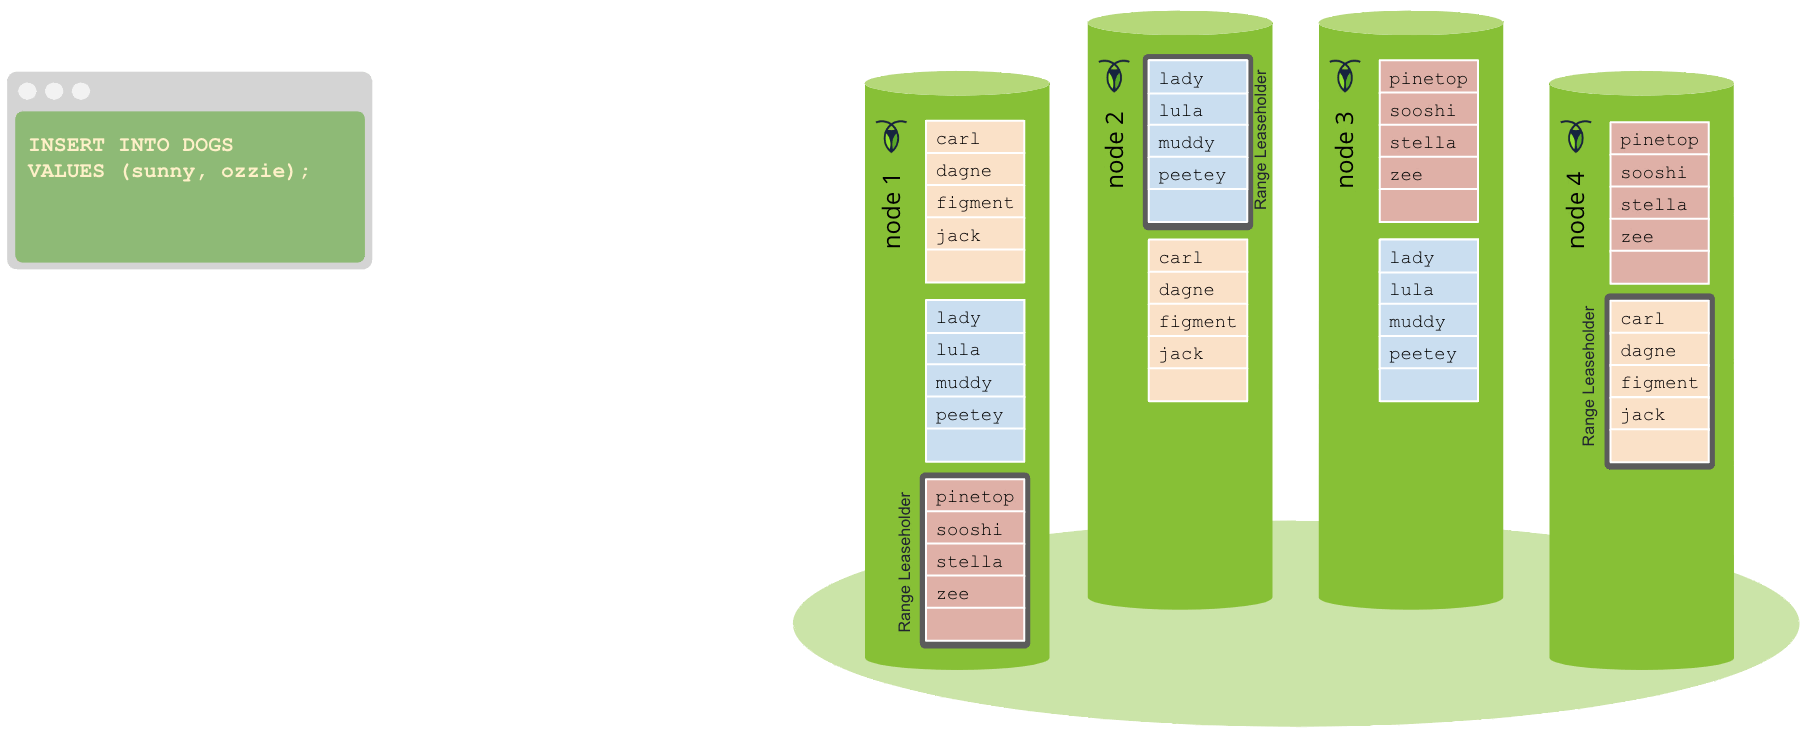 INSERT INTO DOGS
VALUES (sunny, ozzie);
node 1
carl
dagne
figment
jack
lady
lula
muddy
peetey
Range Leaseholder
pinetop
sooshi
stella
zee
node 2
lady
lula
muddy
peetey
Range Leaseholder
carl
dagne
figment
jack
node 3
pinetop
sooshi
stella
zee
lady
lula
muddy
peetey
node 4
pinetop
sooshi
stella
zee
Range Leaseholder
carl
dagne
figment
jack